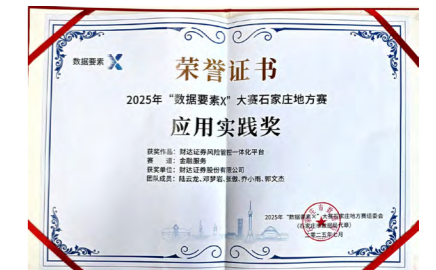 数据要素 X
荣誉证书
2025年“数据要素X”大赛石家庄地方赛
应用实践奖
获奖作品：财达证券风险管控一体化平台
赛 道：金融服务
获奖单位：财达证券股份有限公司
团队成员：陆云龙、邓梦岩、张傲、乔小雨、郭文杰
2025年“数据要素X”大赛石家庄地方赛组委会
二零二五年七月